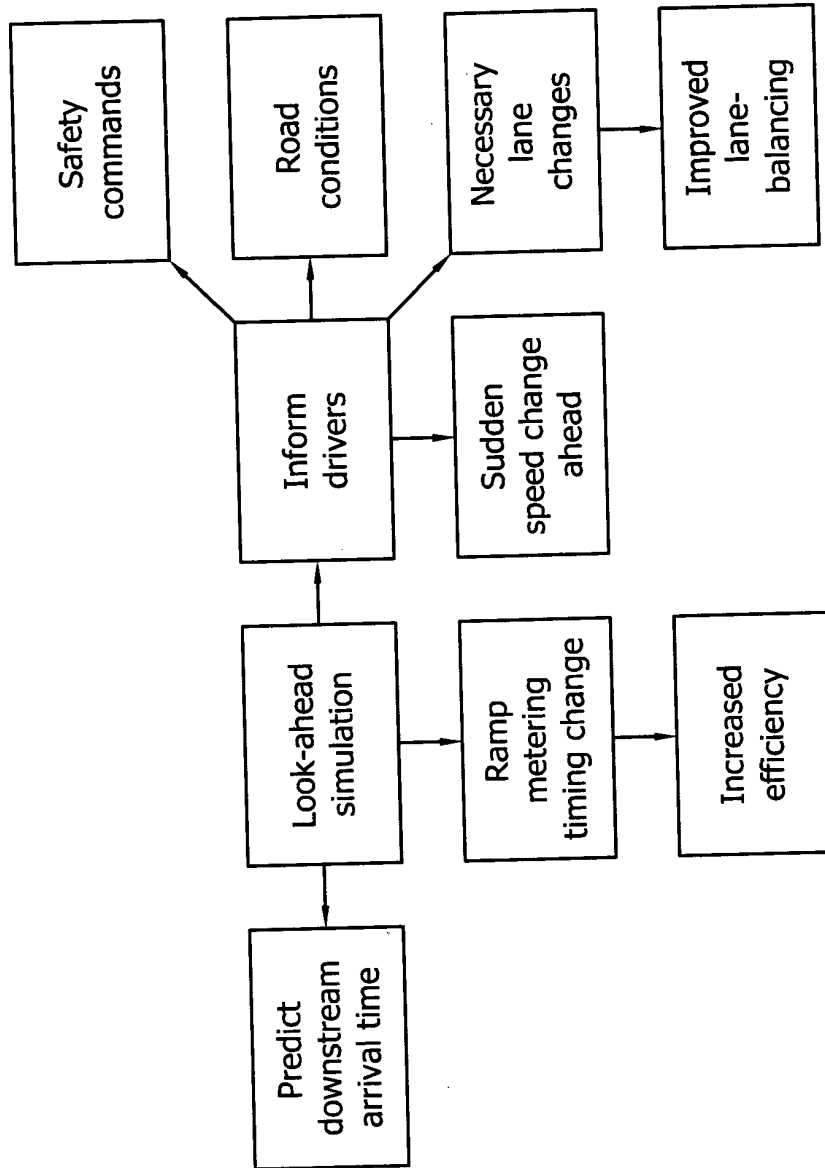 Safety
commands
Road
conditions
Necessary
lane
changes
Improved
lane-
balancing
Inform
drivers
Sudden
speed change
ahead
Look-ahead
simulation
Ramp
metering
timing change
Increased
efficiency
Predict
downstream
arrival time